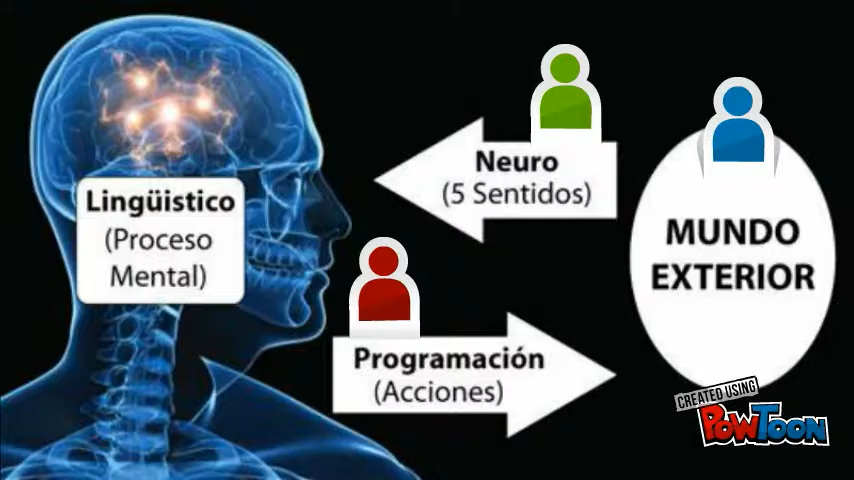 Neuro
(5 Sentidos)
Lingüistico
(Proceso
Mental)
MUNDO
EXTERIOR
Programación
(Acciones)
CREATED USING
POWTOON